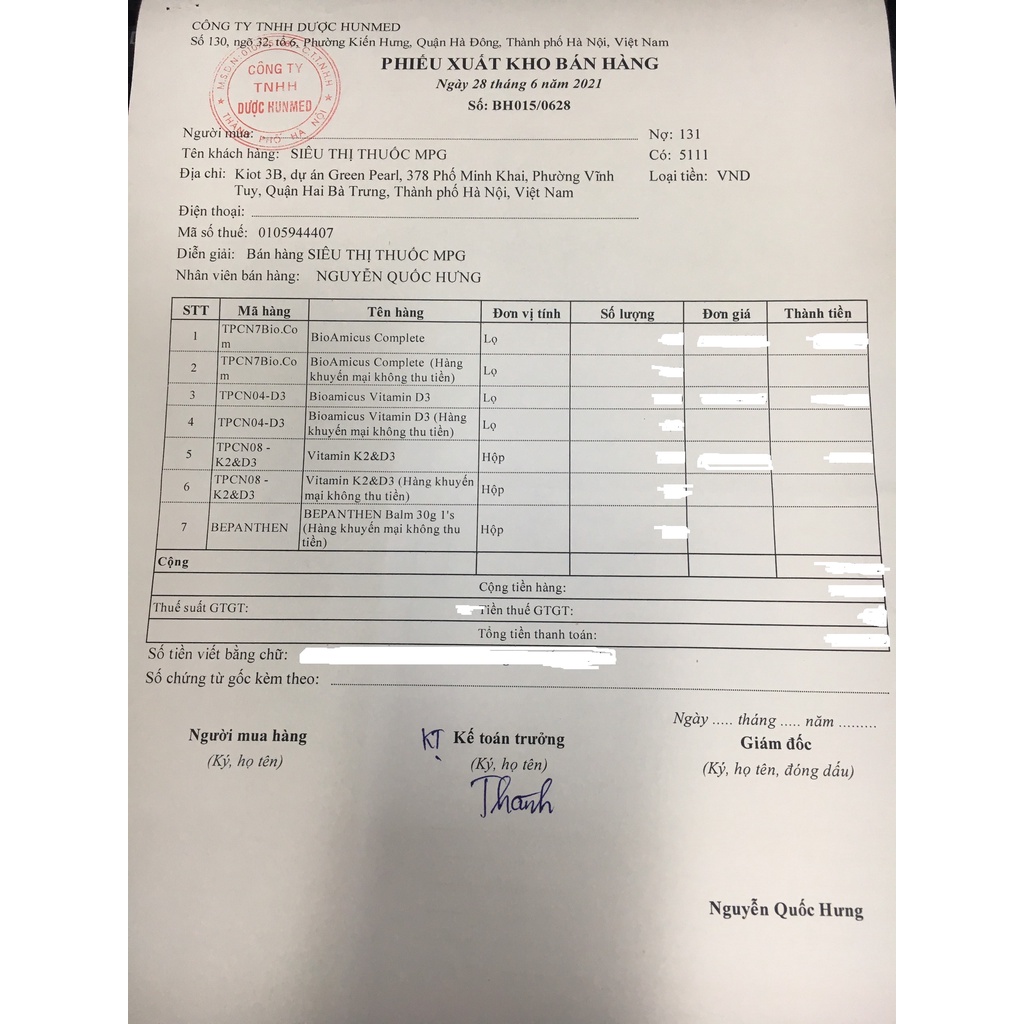 CÔNG TY TNHH DƯỢC HUNMED
Số 130, ngõ 32, tổ 6, Phường Kiến Hưng, Quận Hà Đông, Thành phố Hà Nội, Việt Nam
PHIẾU XUẤT KHO BÁN HÀNG
Ngày 28 tháng 6 năm 2021
Số: BH015/0628
CÔNG TY
TNHH
DƯỢC HUNMED
THÀNH PHỐ HÀ NỘI
Người mua: Nợ: 131
Tên khách hàng: SIÊU THỊ THUỐC MPG Có: 5111
Địa chỉ: Kiot 3B, dự án Green Pearl, 378 Phố Minh Khai, Phường Vĩnh Loại tiền: VND
Tuy, Quận Hai Bà Trưng, Thành phố Hà Nội, Việt Nam
Điện thoại:
Mã số thuế: 0105944407
Diễn giải: Bán hàng SIÊU THỊ THUỐC MPG
Nhân viên bán hàng: NGUYỄN QUỐC HƯNG
STT Mã hàng Tên hàng Đơn vị tính Số lượng Đơn giá Thành tiền
1 TPCN7Bio.Co
m BioAmicus Complete Lọ
2 TPCN7Bio.Co
m BioAmicus Complete (Hàng
khuyến mại không thu tiền) Lọ
3 TPCN04-D3 Bioamicus Vitamin D3 Lọ
4 TPCN04-D3 Bioamicus Vitamin D3 (Hàng
khuyến mại không thu tiền) Lọ
5 TPCN08 -
K2&D3 Vitamin K2&D3 Hộp
6 TPCN08 -
K2&D3 Vitamin K2&D3 (Hàng khuyến
mại không thu tiền) Hộp
7 BEPANTHEN BEPANTHEN Balm 30g 1's
(Hàng khuyến mại không thu
tiền) Hộp
Cộng
Cộng tiền hàng:
Thuế suất GTGT: Tiền thuế GTGT:
Tổng tiền thanh toán:
Số tiền viết bằng chữ:
Số chứng từ gốc kèm theo:
Ngày ..... tháng ..... năm .........
Người mua hàng KT Kế toán trưởng Giám đốc
(Ký, họ tên) (Ký, họ tên) (Ký, họ tên, đóng dấu)
Thanh
Nguyễn Quốc Hưng